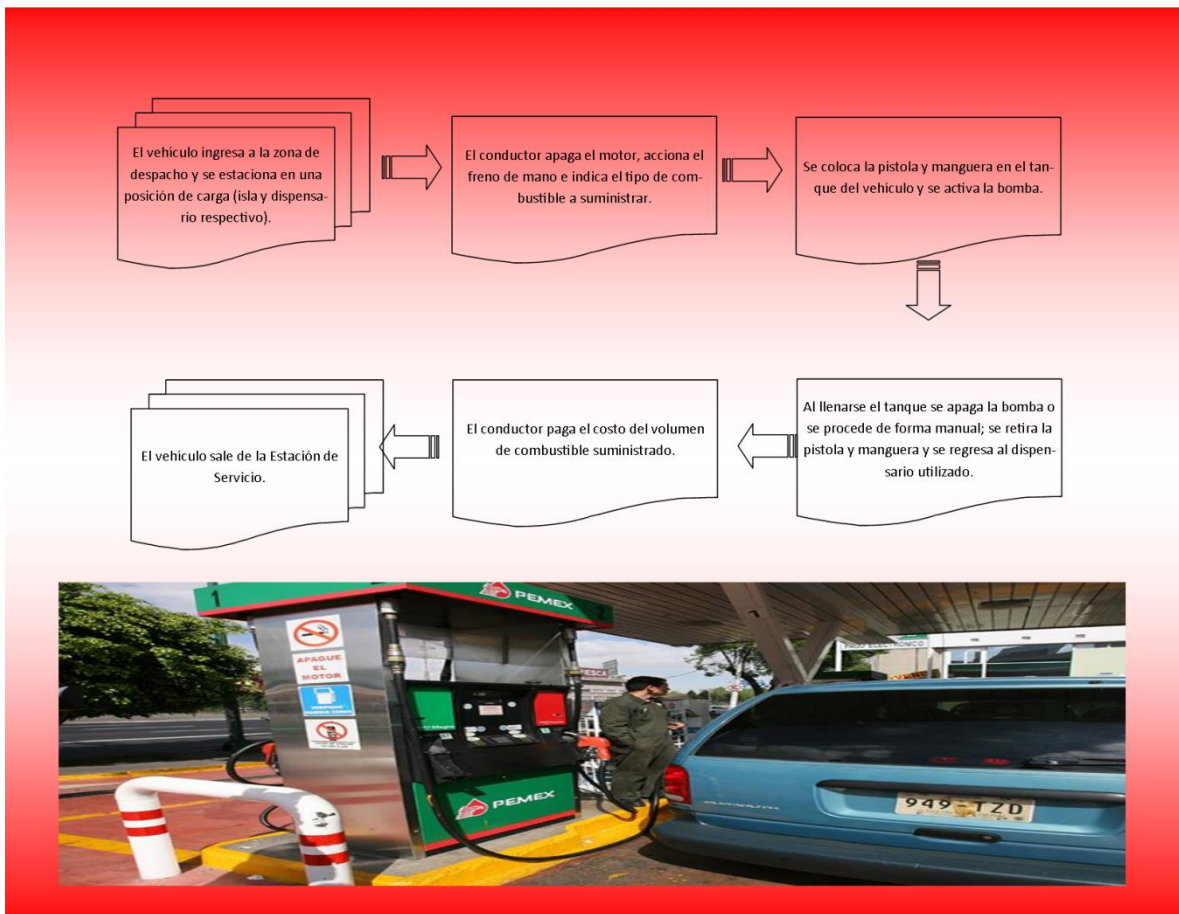 El vehiculo ingresa a la zona de
despacho y se estaciona en una
posición de carga (isla y dispensa-
rio respectivo).
El conductor apaga el motor, acciona el
freno de mano e indica el tipo de com-
bustible a suministrar.
Se coloca la pistola y manguera en el tan-
que del vehículo y se activa la bomba.
Al llenarse el tanque se apaga la bomba o
se procede de forma manual; se retira la
pistola y manguera y se regresa al dispen-
sario utilizado.
El conductor paga el costo del volumen
de combustible suministrado.
El vehículo sale de la Estación de
Servicio.
1
PEMEX
2
APAGUE
EL
MOTOR
PAGO ELECTRONICO
PEMEX
PLYMOUTH
949-TZD